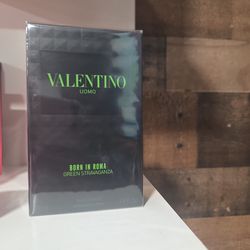 VALENTINO
UOMO
BORN IN ROMA
GREEN STRAVAGANZA